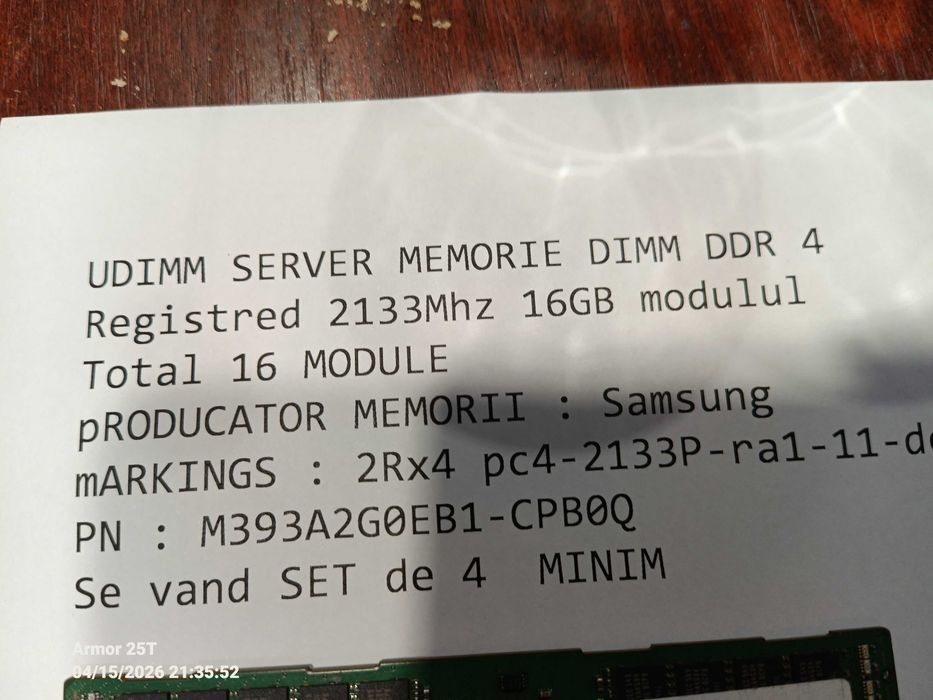 UDIMM SERVER MEMORIE DIMM DDR 4
Registred 2133Mhz 16GB modulul
Total 16 MODULE
pRODUCATOR MEMORII : Samsung
mARKINGS : 2Rx4 pc4-2133P-ra1-11-dc
PN : M393A2G0EB1-CPB0Q
Se vand SET de 4 MINIM
Armor 25T
04/15/2026 21:35:52